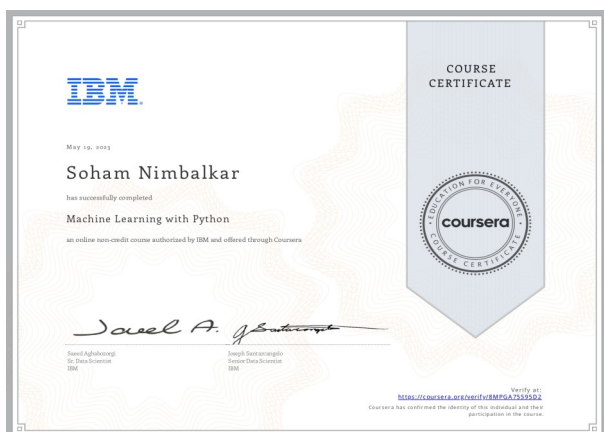 IBM.
COURSE
CERTIFICATE
May 19, 2023
Soham Nimbalkar
has successfully completed
Machine Learning with Python
an online non-credit course authorized by IBM and offered through Coursera
EDUCATION FOR EVERYONE
coursera
COURSE CERTIFICATE
Saeed Aghabozorgi
Sr. Data Scientist
IBM
Joseph Santarcangelo
Senior Data Scientist
IBM
Verify at:
https://coursera.org/verify/8MPGA75595D2
Coursera has confirmed the identity of this individual and their
participation in the course.